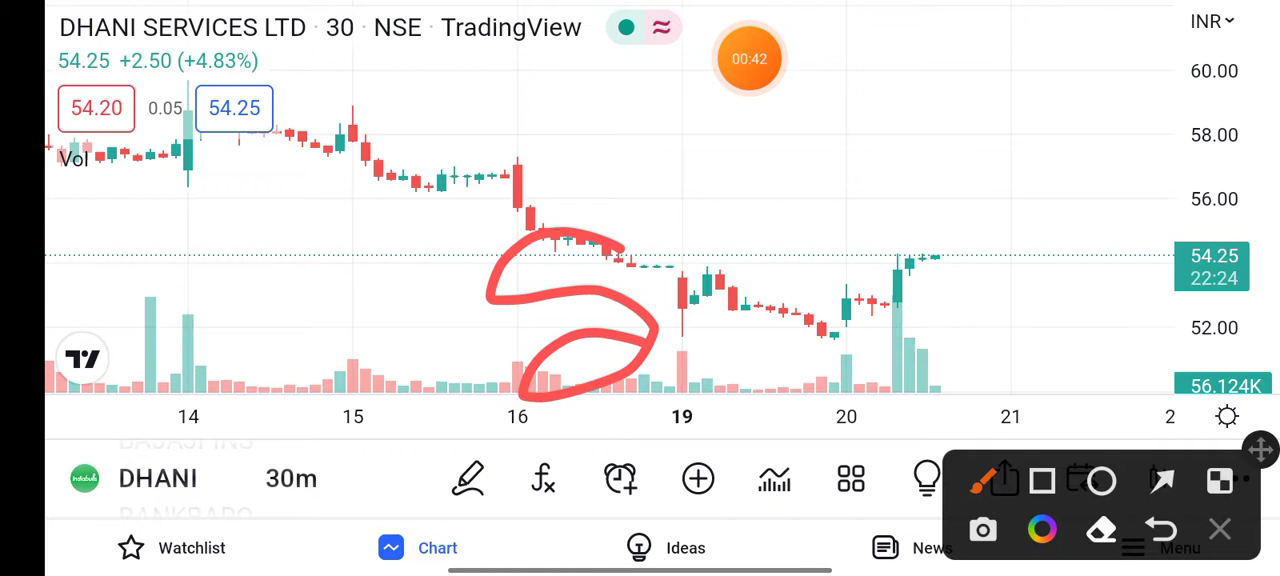 DHANI SERVICES LTD · 30 · NSE · TradingView
INR
00:42
54.25 +2.50 (+4.83%)
60.00
54.20 0.05 54.25
58.00
Vol
56.00
54.25
22:24
52.00
56.124K
14 15 16 19 20 21 2
DHANI 30m
Watchlist Chart Ideas News Menu